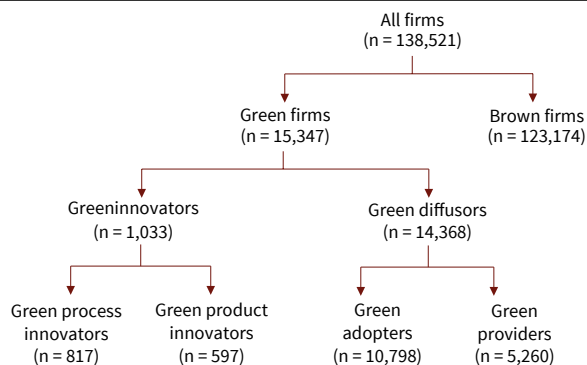 All firms
(n = 138,521)
Green firms
(n = 15,347)
Brown firms
(n = 123,174)
Greeninnovators
(n = 1,033)
Green diffusors
(n = 14,368)
Green process
innovators
(n = 817)
Green product
innovators
(n = 597)
Green
adopters
(n = 10,798)
Green
providers
(n = 5,260)